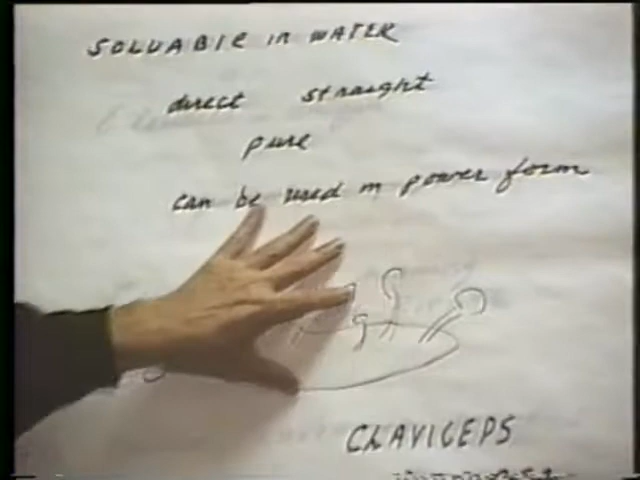 SOLUABLE in WATER
direct straight
pure
can be used in power form
CLAVICEPS